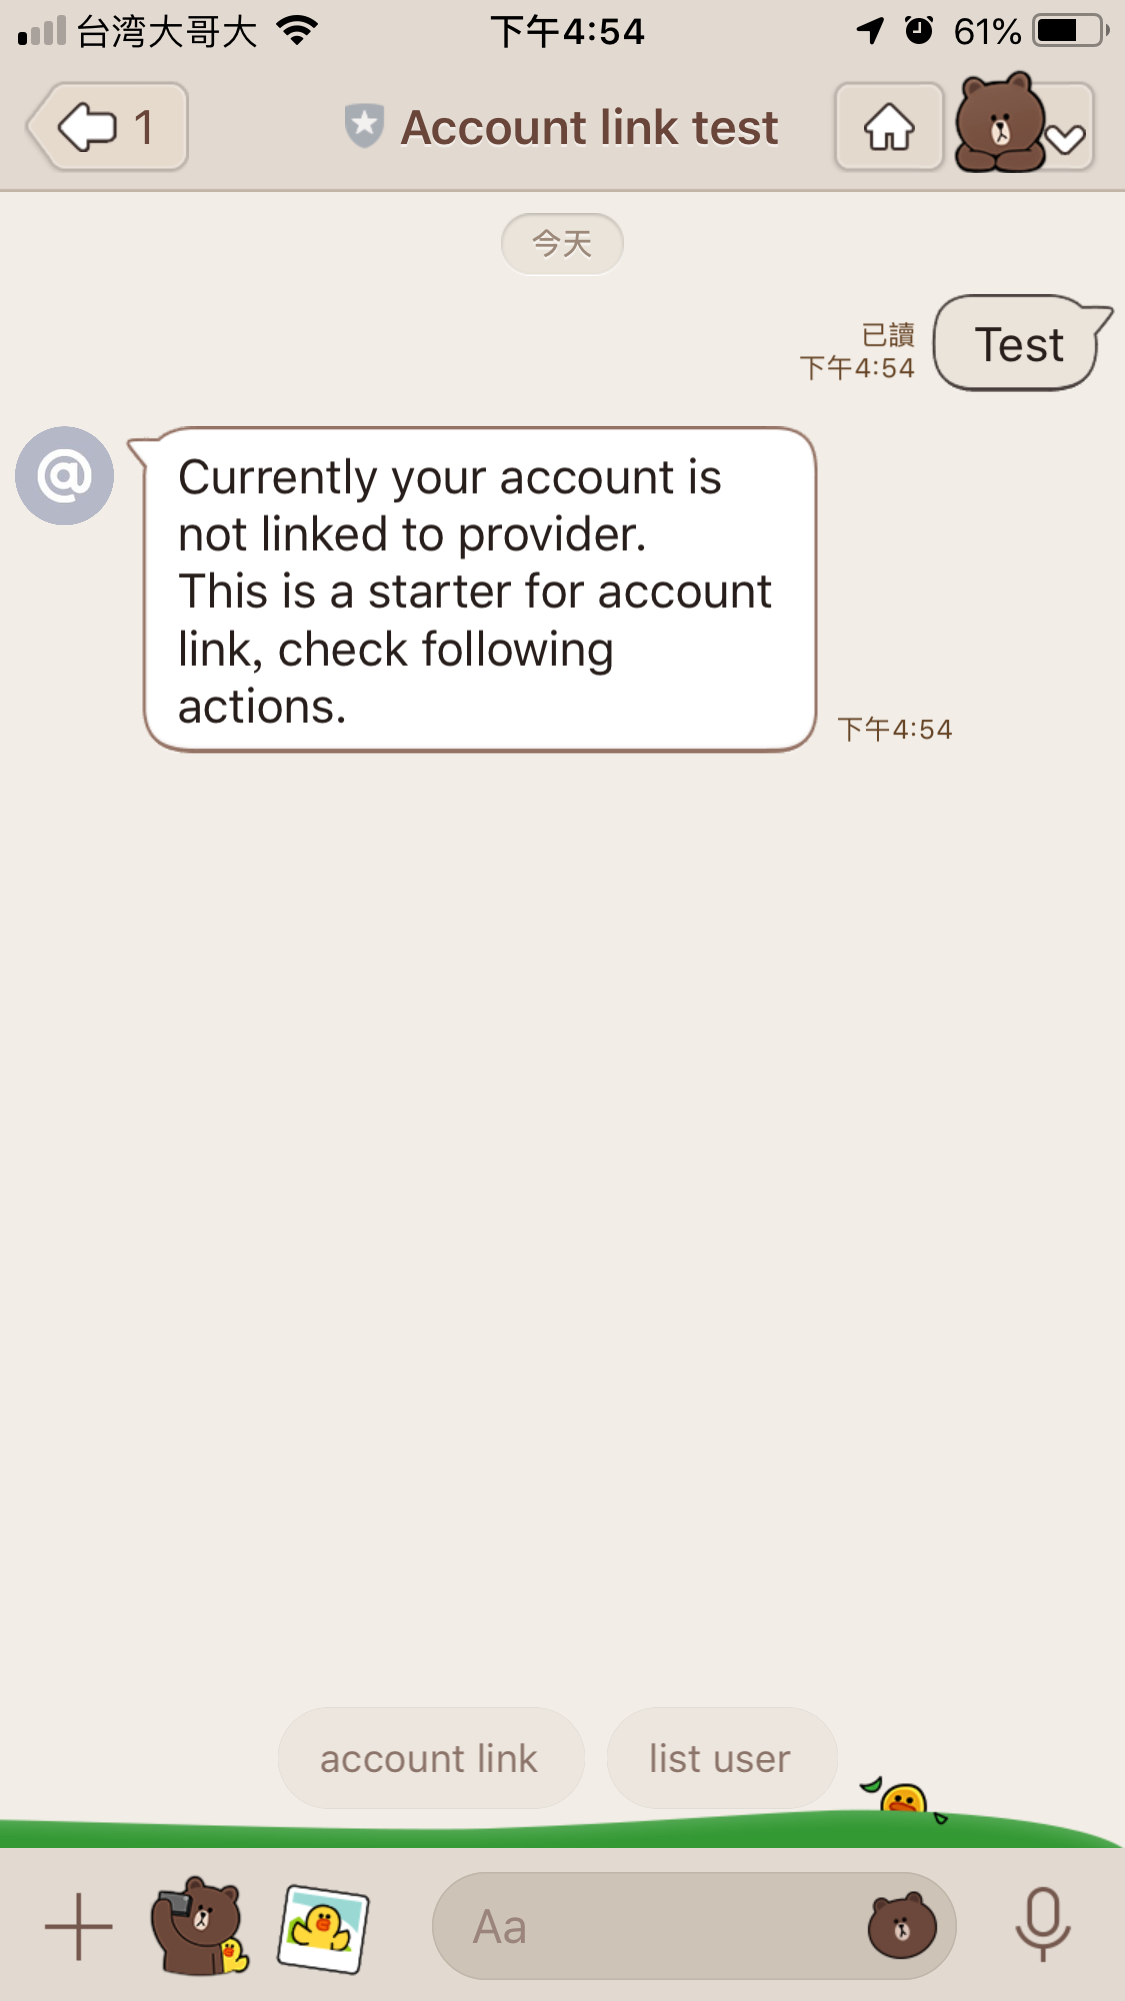 台湾大哥大 下午4:54 61%
1 Account link test
今天
已讀
下午4:54
Test
@
Currently your account is
not linked to provider.
This is a starter for account
link, check following
actions.
下午4:54
account link list user
Aa